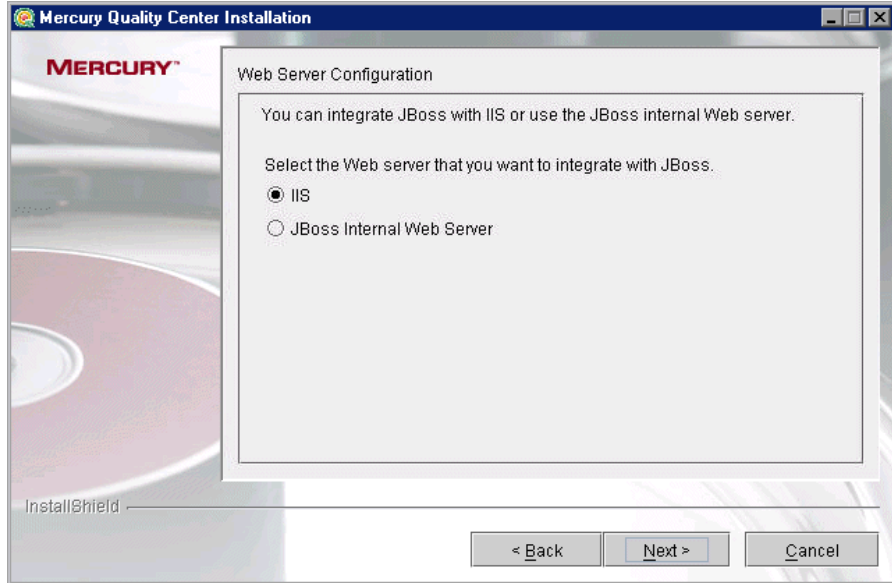 Mercury Quality Center Installation
MERCURY™
Web Server Configuration
You can integrate JBoss with IIS or use the JBoss internal Web server.
Select the Web server that you want to integrate with JBoss.
IIS
JBoss Internal Web Server
InstallShield
< Back
Next >
Cancel